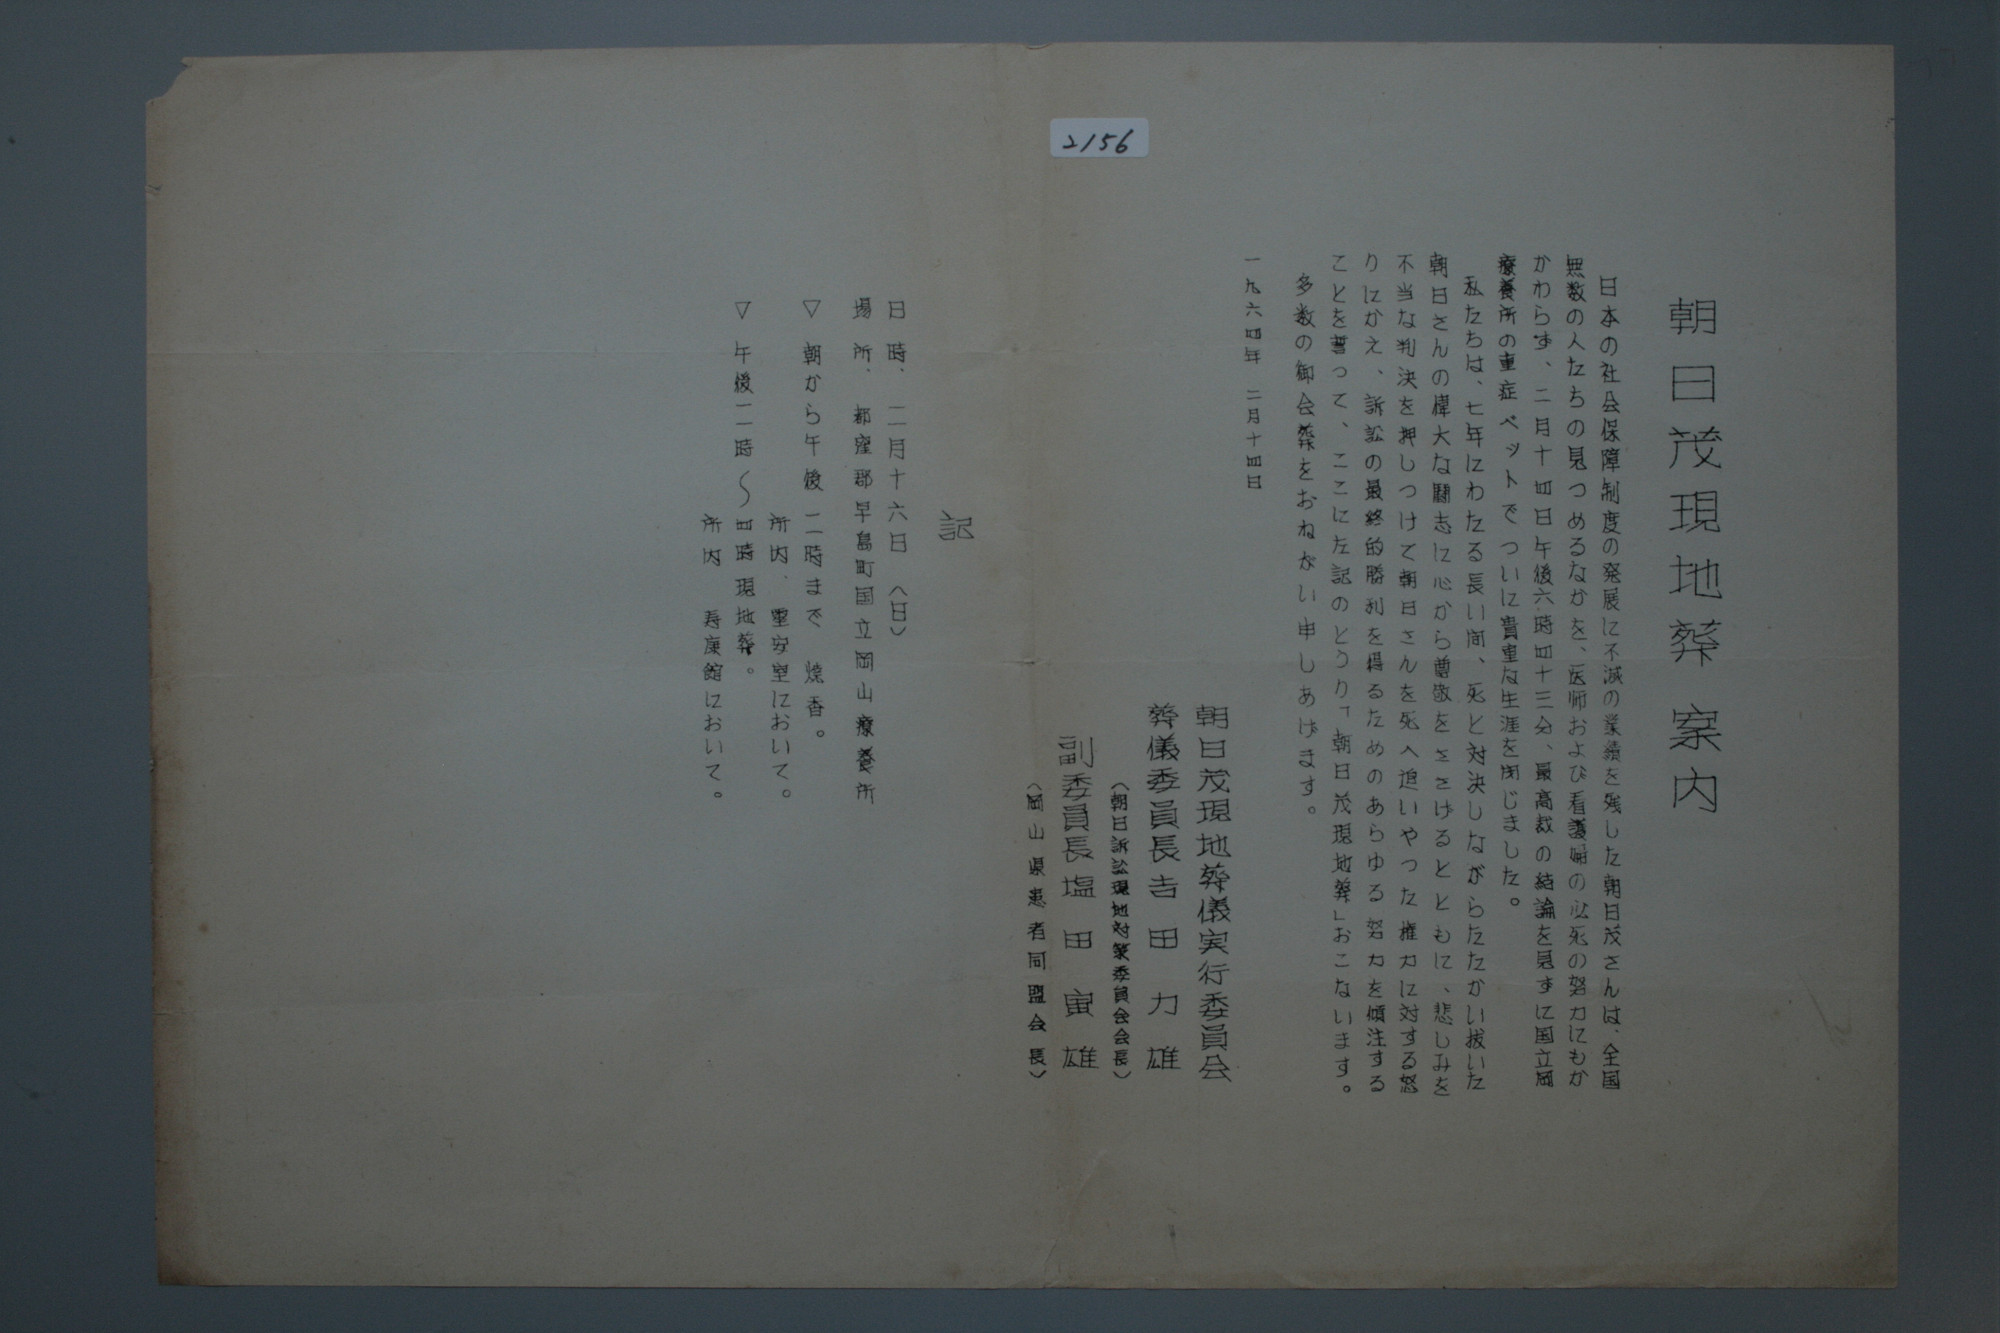 2156
朝日茂現地葬案内
日本の社会保障制度の発展に不滅の業績を残した朝日茂さんは、全国
無数の人たちの見つめるなかを、医師および看護婦の必死の努力にもか
かわらず、二月十四日午後六時四十三分、最高裁の結論を見ずに国立岡
療養所の重症ベットでついに貴重な生涯を閉じました。
私たちは、七年にわたる長い间、死と対決しながらたたかい抜いた
朝日さんの偉大な闘志に心から尊敬をささげるとともに、悲しみを
不当な判決を押しつけて朝日さんを死へ追いやった権力に対する怒
りにかえ、訴訟の最終的勝利を得るためのあらゆる努力を傾注する
ことを誓って、ここに左記のとうり「朝日茂現地葬」おこないます。
多数の御会葬をおねがい申しあげます。
一九六四年 二月十四日
朝日茂現地葬儀実行委員会
葬儀委員長吉田力雄
(朝日訴訟現地対策委員会会長)
副委員長塩田寅雄
(岡山県患者同盟会長)
記
日時、二月十六日(日)
場所、都窪郡早島町国立岡山療養所
▽朝から午後二時まで 焼香。
所内、霊安室において。
▽午後二時~四時現地葬。
所内 寿康館において。